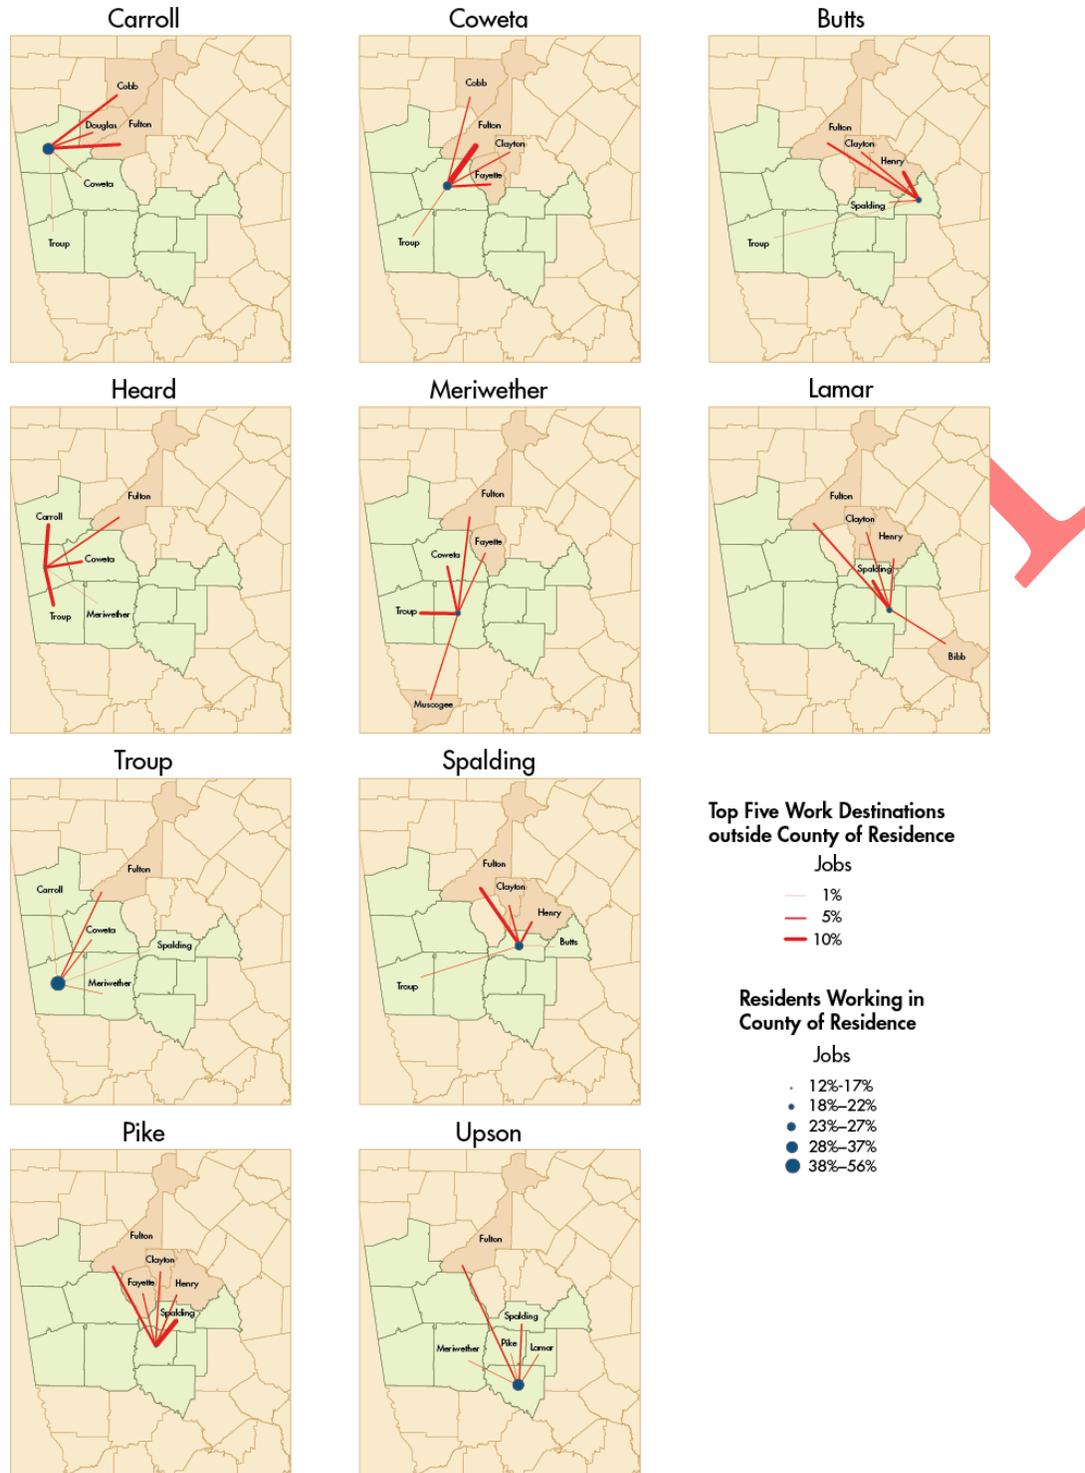 Carroll
Cobb
Douglas
Fulton
Coweta
Troup
Coweta
Cobb
Fulton
Clayton
Fayette
Troup
Butts
Fulton
Clayton
Henry
Spalding
Troup
Heard
Fulton
Carroll
Coweta
Troup
Meriwether
Meriwether
Fulton
Fayette
Coweta
Troup
Muscogee
Lamar
Fulton
Clayton
Henry
Spalding
Bibb
Troup
Fulton
Carroll
Coweta
Spalding
Meriwether
Spalding
Fulton
Clayton
Henry
Butts
Troup
Top Five Work Destinations
outside County of Residence
Jobs
1%
5%
10%
Residents Working in
County of Residence
Jobs
12%-17%
18%–22%
23%–27%
28%–37%
38%–56%
Pike
Fulton
Clayton
Fayette
Henry
Spalding
Upson
Fulton
Spalding
Pike
Lamar
Meriwether